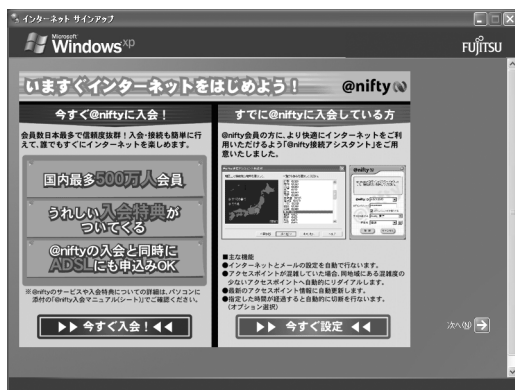 インターネット サインアップ
Microsoft
Windows xp
FUJITSU
いますぐインターネットをはじめよう!
@nifty
今すぐ@niftyに入会!
会員数日本最多で信頼度抜群!入会・接続も簡単に行
えて、誰でもすぐにインターネットを楽しめます。
国内最多500万人会員
うれしい入会特典が
ついてくる
@niftyの入会と同時に
ADSLにも申込みOK
※@niftyのサービスや入会特典についての詳細は、パソコンに
添付の「@nifty入会マニュアル(シート)」でご確認ください。
▶▶ 今すぐ入会!◀◀
すでに@niftyに入会している方
@nifty会員の方に、より快適にインターネットをご利
用いただけるよう「@nifty接続アシスタント」をご用
意いたしました。
@nifty
■主な機能
●インターネットとメールの設定を自動で行ないます。
●アクセスポイントが混雑していた場合、同地域にある混雑度の
少ないアクセスポイントへ自動的にリダイアルします。
●最新のアクセスポイント情報に自動更新します。
●指定した時間が経過すると自動的に切断を行ないます。
(オプション選択)
▶▶ 今すぐ設定 ◀◀
次へ(N)